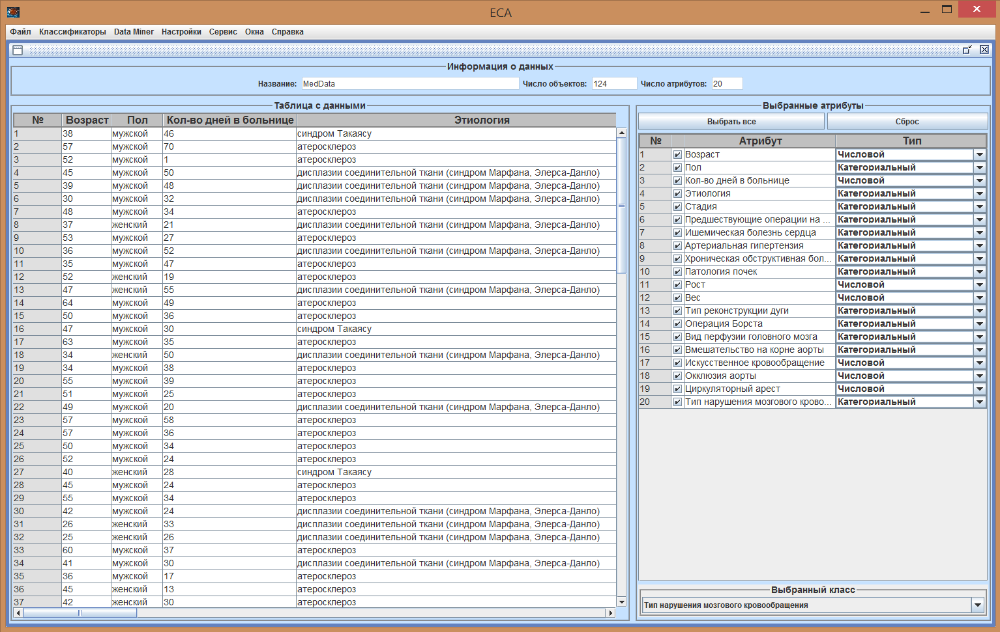 ECA
Файл Классификаторы Data Miner Настройки Сервис Окна Справка
Информация о данных
Название: MedData Число объектов: 124 Число атрибутов: 20
Таблица с данными
№ Возраст Пол Кол-во дней в больнице Этиология
1 38 мужской 46 синдром Такаясу
2 57 мужской 70 атеросклероз
3 52 мужской 1 атеросклероз
4 45 мужской 50 дисплазии соединительной ткани (синдром Марфана, Элерса-Данло)
5 39 мужской 48 дисплазии соединительной ткани (синдром Марфана, Элерса-Данло)
6 30 мужской 32 дисплазии соединительной ткани (синдром Марфана, Элерса-Данло)
7 48 мужской 34 атеросклероз
8 37 женский 21 дисплазии соединительной ткани (синдром Марфана, Элерса-Данло)
9 53 мужской 27 атеросклероз
10 36 мужской 52 дисплазии соединительной ткани (синдром Марфана, Элерса-Данло)
11 35 мужской 47 атеросклероз
12 52 женский 19 атеросклероз
13 47 женский 55 дисплазии соединительной ткани (синдром Марфана, Элерса-Данло)
14 64 мужской 49 атеросклероз
15 50 мужской 36 атеросклероз
16 47 мужской 30 синдром Такаясу
17 63 мужской 35 атеросклероз
18 34 женский 50 дисплазии соединительной ткани (синдром Марфана, Элерса-Данло)
19 34 мужской 38 атеросклероз
20 55 мужской 39 атеросклероз
21 51 мужской 25 атеросклероз
22 49 мужской 20 дисплазии соединительной ткани (синдром Марфана, Элерса-Данло)
23 57 мужской 58 атеросклероз
24 57 мужской 36 атеросклероз
25 50 мужской 34 атеросклероз
26 52 мужской 24 атеросклероз
27 40 женский 28 синдром Такаясу
28 45 мужской 24 атеросклероз
29 55 мужской 34 атеросклероз
30 42 мужской 24 дисплазии соединительной ткани (синдром Марфана, Элерса-Данло)
31 26 женский 33 дисплазии соединительной ткани (синдром Марфана, Элерса-Данло)
32 25 женский 26 дисплазии соединительной ткани (синдром Марфана, Элерса-Данло)
33 60 мужской 37 атеросклероз
34 41 мужской 30 дисплазии соединительной ткани (синдром Марфана, Элерса-Данло)
35 36 мужской 17 атеросклероз
36 45 женский 13 атеросклероз
37 42 женский 30 атеросклероз
Выбранные атрибуты
Выбрать все Сброс
№ Атрибут Тип
1 Возраст Числовой
2 Пол Категориальный
3 Кол-во дней в больнице Числовой
4 Этиология Категориальный
5 Стадия Категориальный
6 Предшествующие операции на ... Категориальный
7 Ишемическая болезнь сердца Категориальный
8 Артериальная гипертензия Категориальный
9 Хроническая обструктивная бол... Категориальный
10 Патология почек Категориальный
11 Рост Числовой
12 Вес Числовой
13 Тип реконструкции дуги Категориальный
14 Операция Борста Категориальный
15 Вид перфузии головного мозга Категориальный
16 Вмешательство на корне аорты Категориальный
17 Искусственное кровообращение Числовой
18 Окклюзия аорты Числовой
19 Циркуляторный арест Числовой
20 Тип нарушения мозгового крово... Категориальный
Выбранный класс
Тип нарушения мозгового кровообращения